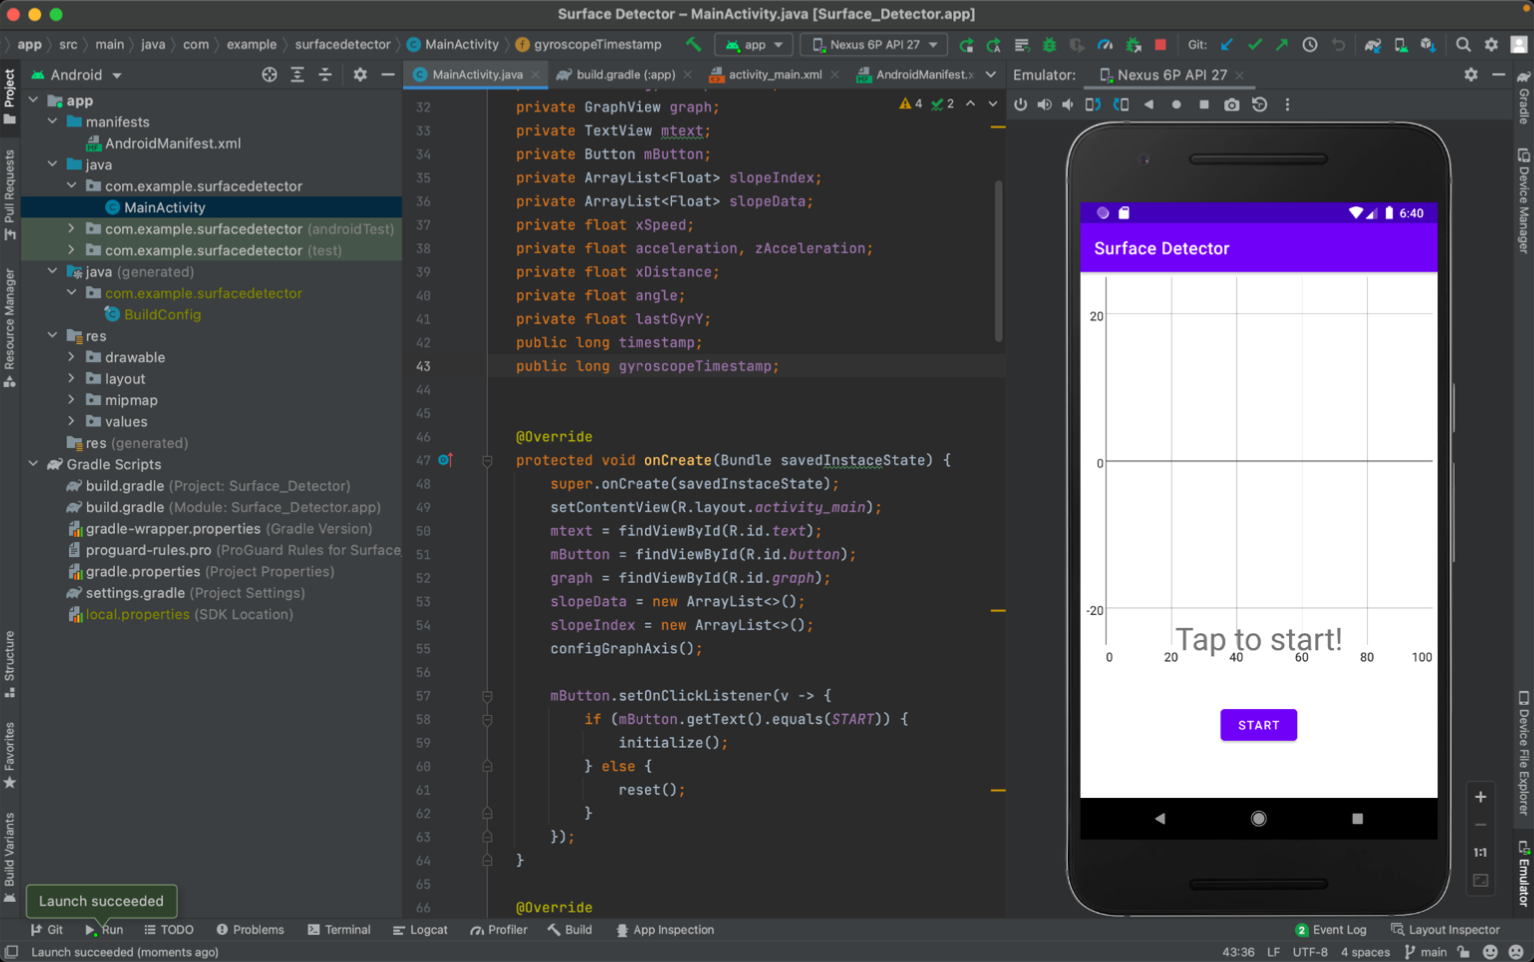 Surface Detector – MainActivity.java [Surface_Detector.app]
app src main java com example surfacedetector MainActivity gyroscopeTimestamp app Nexus 6P API 27 Git:
Project
Pull Requests
Resource Manager
Structure
Favorites
Build Variants
Android
app
manifests
AndroidManifest.xml
java
com.example.surfacedetector
MainActivity
com.example.surfacedetector (androidTest)
com.example.surfacedetector (test)
java (generated)
com.example.surfacedetector
BuildConfig
res
drawable
layout
mipmap
values
res (generated)
Gradle Scripts
build.gradle (Project: Surface_Detector)
build.gradle (Module: Surface_Detector.app)
gradle-wrapper.properties (Gradle Version)
proguard-rules.pro (ProGuard Rules for Surface
gradle.properties (Project Properties)
settings.gradle (Project Settings)
local.properties (SDK Location)
MainActivity.java build.gradle (:app) activity_main.xml AndroidManifest.x
4 2
32 private GraphView graph;
33 private TextView mtext;
34 private Button mButton;
35 private ArrayList<Float> slopeIndex;
36 private ArrayList<Float> slopeData;
37 private float xSpeed;
38 private float acceleration, zAcceleration;
39 private float xDistance;
40 private float angle;
41 private float lastGyrY;
42 public long timestamp;
43 public long gyroscopeTimestamp;
44
45
46 @Override
47 protected void onCreate(Bundle savedInstaceState) {
48 super.onCreate(savedInstaceState);
49 setContentView(R.layout.activity_main);
50 mtext = findViewById(R.id.text);
51 mButton = findViewById(R.id.button);
52 graph = findViewById(R.id.graph);
53 slopeData = new ArrayList<>();
54 slopeIndex = new ArrayList<>();
55 configGraphAxis();
56
57 mButton.setOnClickListener(v -> {
58 if (mButton.getText().equals(START)) {
59 initialize();
60 } else {
61 reset();
62 }
63 });
64 }
65
66 @Override
Emulator: Nexus 6P API 27
6:40
Surface Detector
20
0
-20
Tap to start!
0 20 40 60 80 100
START
1:1
Gradle
Device Manager
Device File Explorer
Emulator
Launch succeeded
Git Run TODO Problems Terminal Logcat Profiler Build App Inspection 2 Event Log Layout Inspector
Launch succeeded (moments ago) 43:36 LF UTF-8 4 spaces main